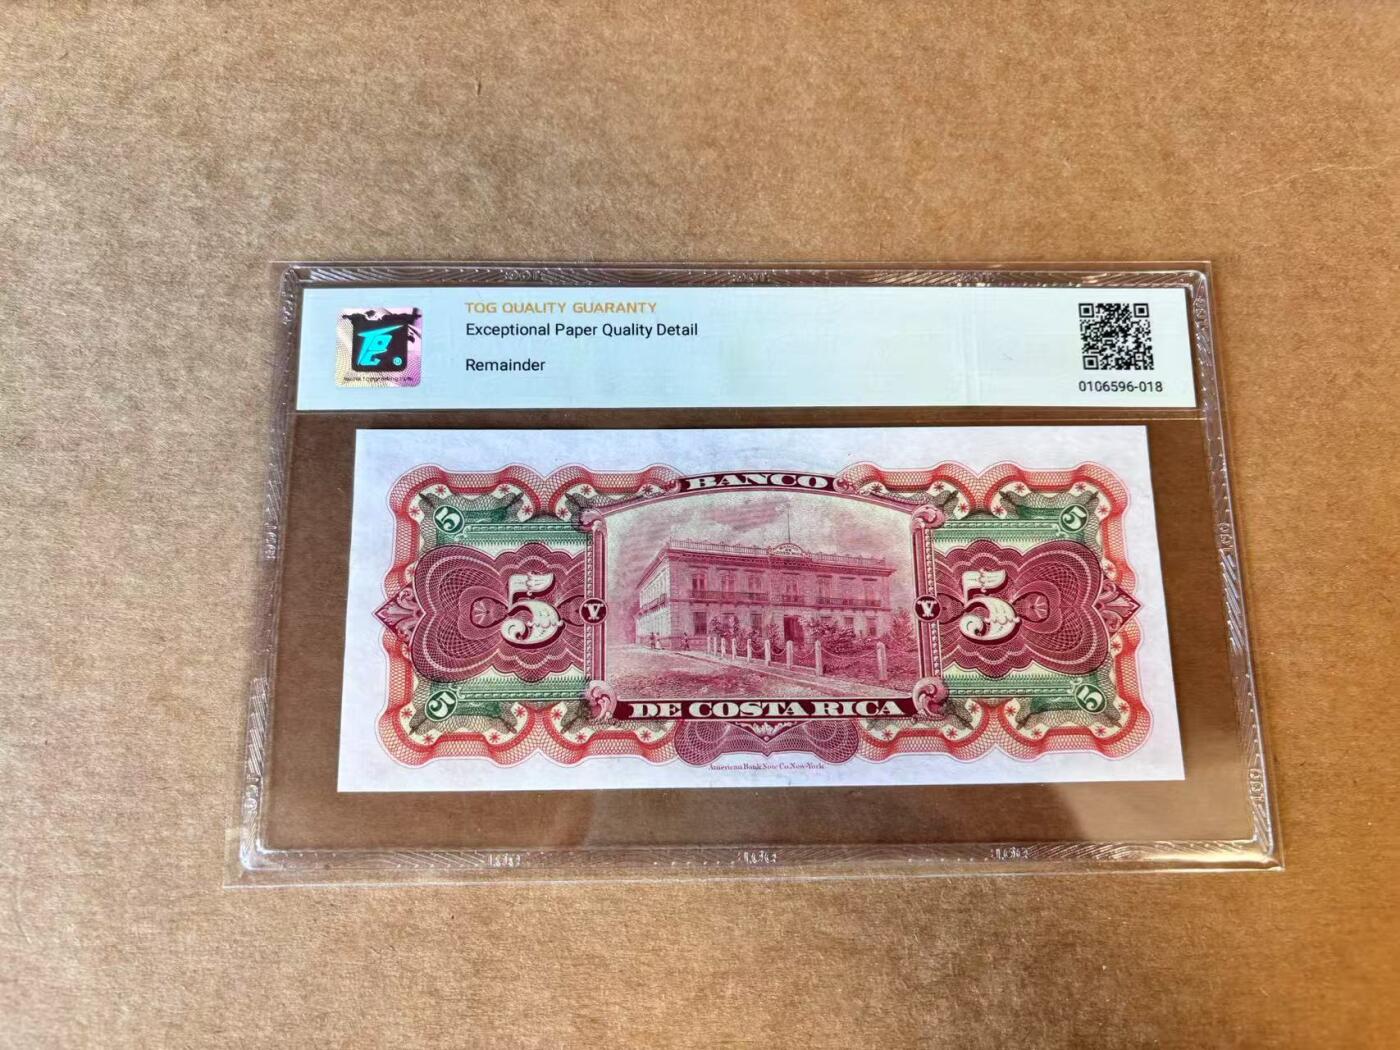 TQG QUALITY GUARANTY
Exceptional Paper Quality Detail
Remainder
0106596-018
BANCO
5
5
5
V
V
5
5
5
DE COSTA RICA
American Bank Note Co. New-York